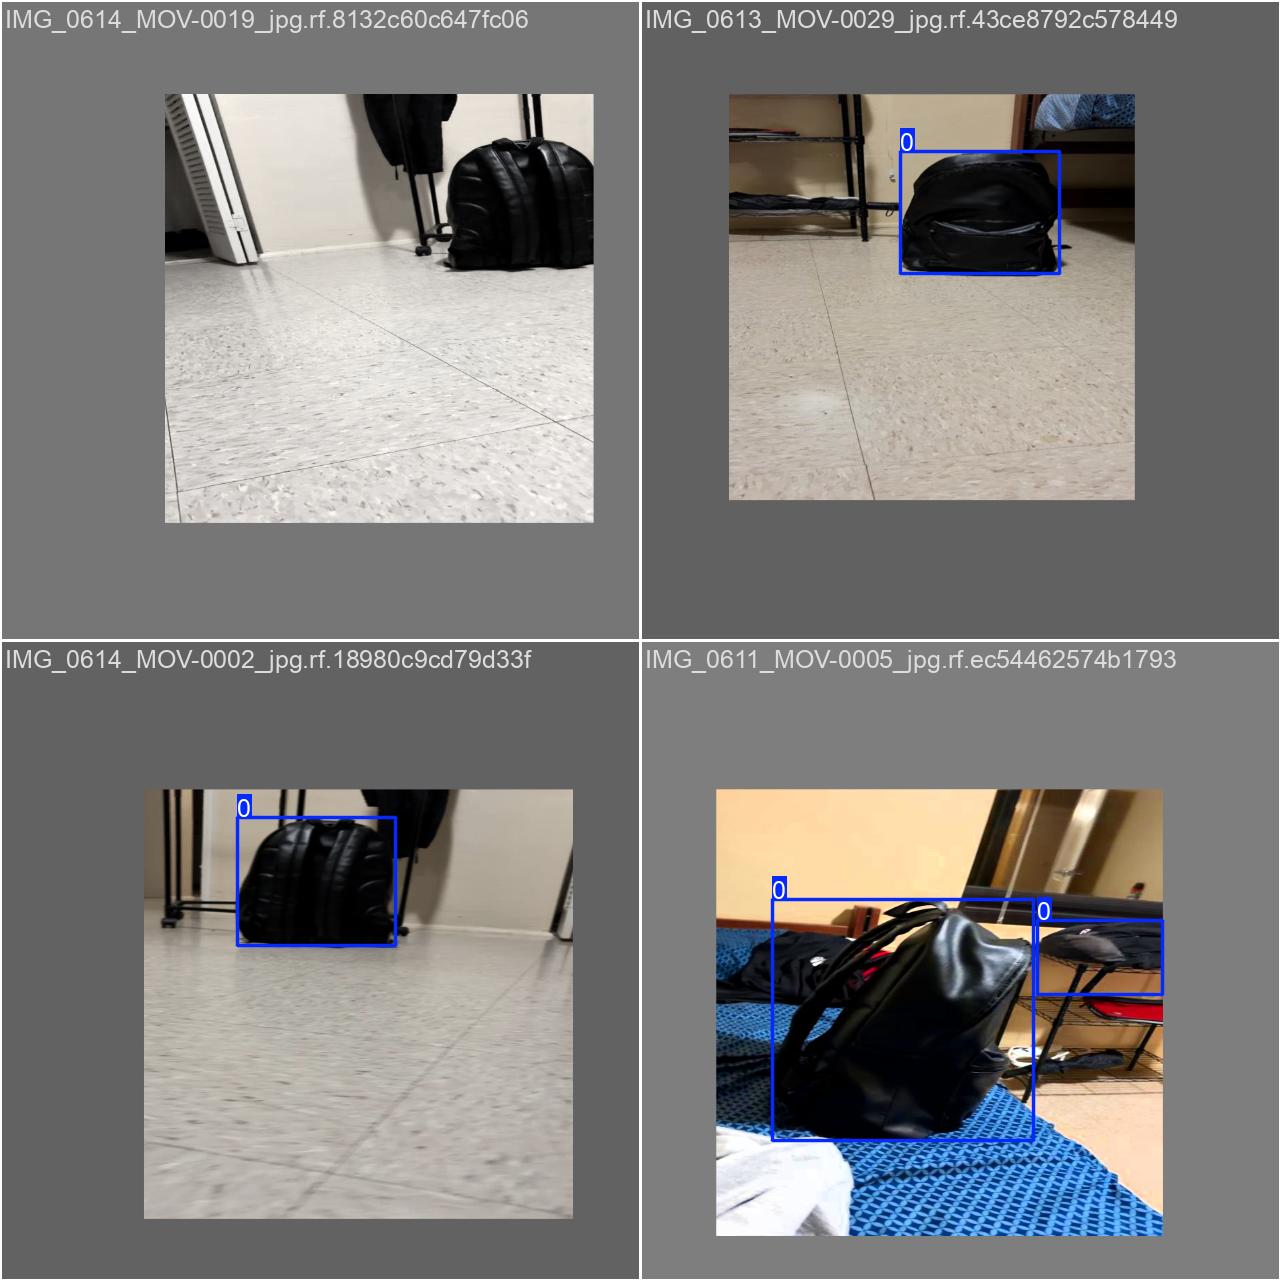 IMG_0614_MOV-0019_jpg.rf.8132c60c647fc06
IMG_0613_MOV-0029_jpg.rf.43ce8792c578449
0
IMG_0614_MOV-0002_jpg.rf.18980c9cd79d33f
IMG_0611_MOV-0005_jpg.rf.ec54462574b1793
0
0
0